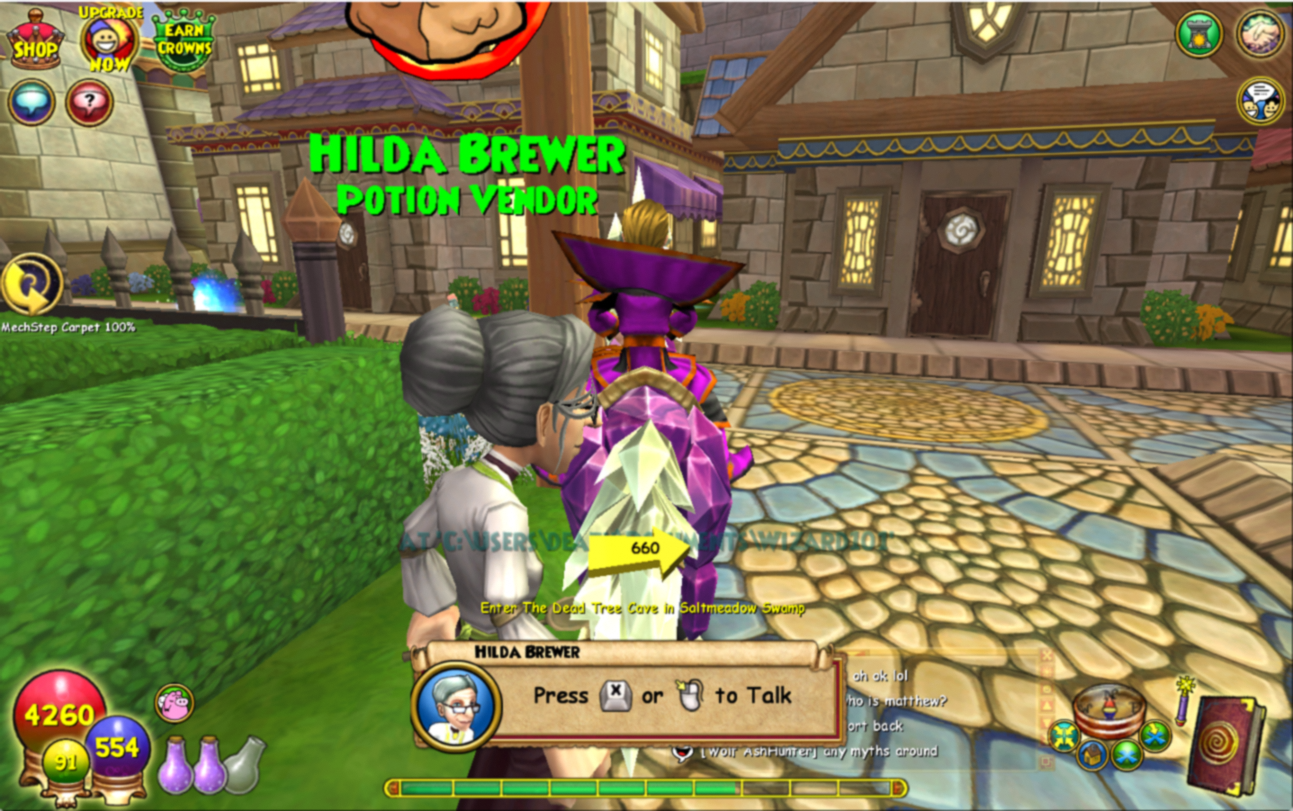 SHOP
UPGRADE
NOW
EARN
CROWNS
?
HILDA BREWER
POTION VENDOR
MechStep Carpet 100%
660
Enter The Dead Tree Cave in Saltmeadow Swamp
HILDA BREWER
Press X or to Talk
oh ok lol
who is matthew?
ort back
[Wolf AshHunter] any myths around
4260
554
91